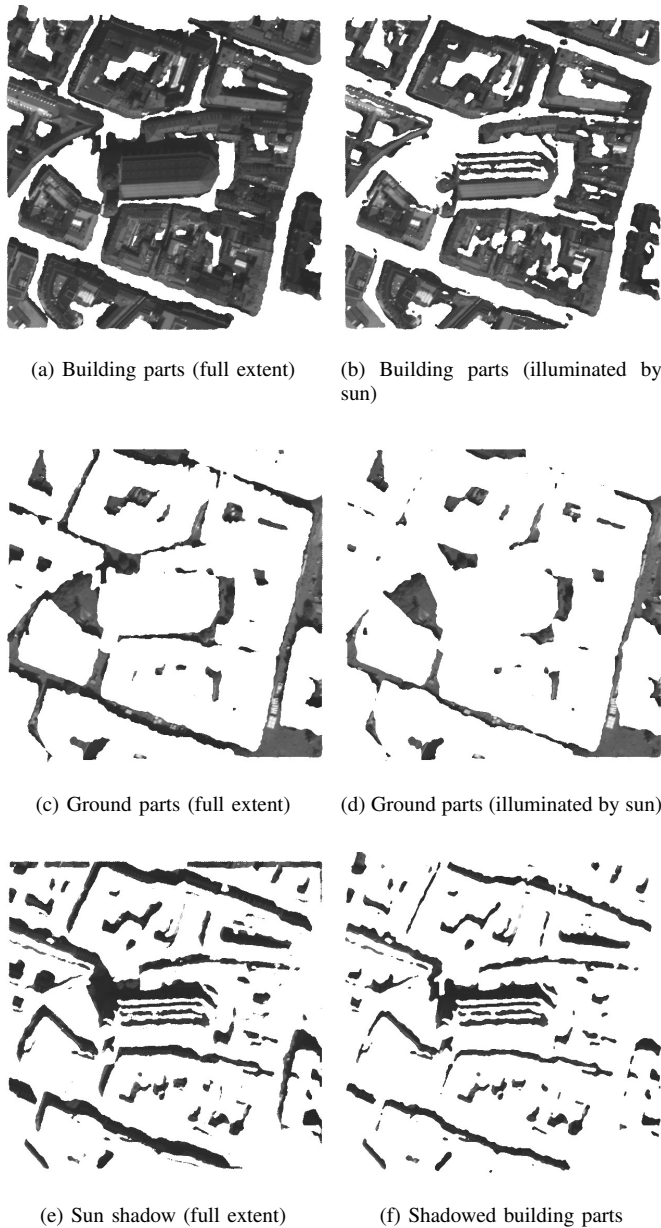 (a) Building parts (full extent)
(b) Building parts (illuminated by
sun)
(c) Ground parts (full extent)
(d) Ground parts (illuminated by sun)
(e) Sun shadow (full extent)
(f) Shadowed building parts